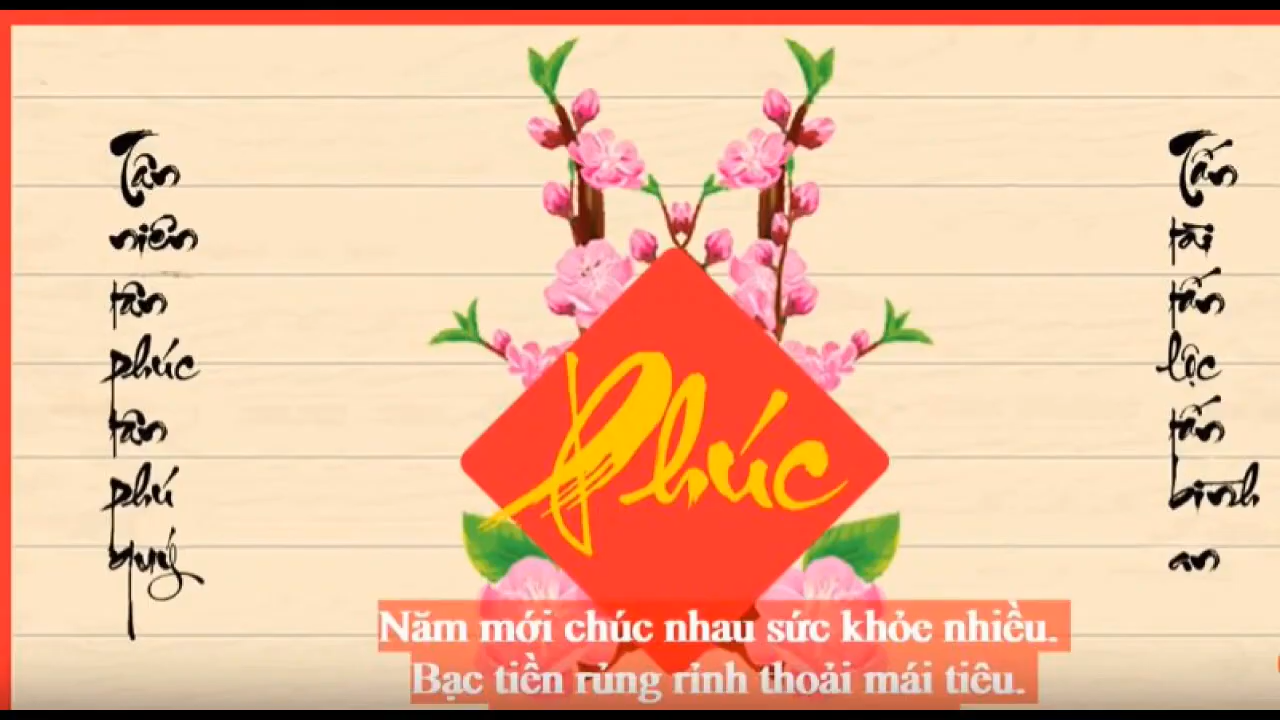 Tân
niên
tân
phúc
tân
phú
quý
Phúc
Tấn
tài
tấn
lộc
tấn
bình
an
Năm mới chúc nhau sức khỏe nhiều.
Bạc tiền rủng rỉnh thoải mái tiêu.